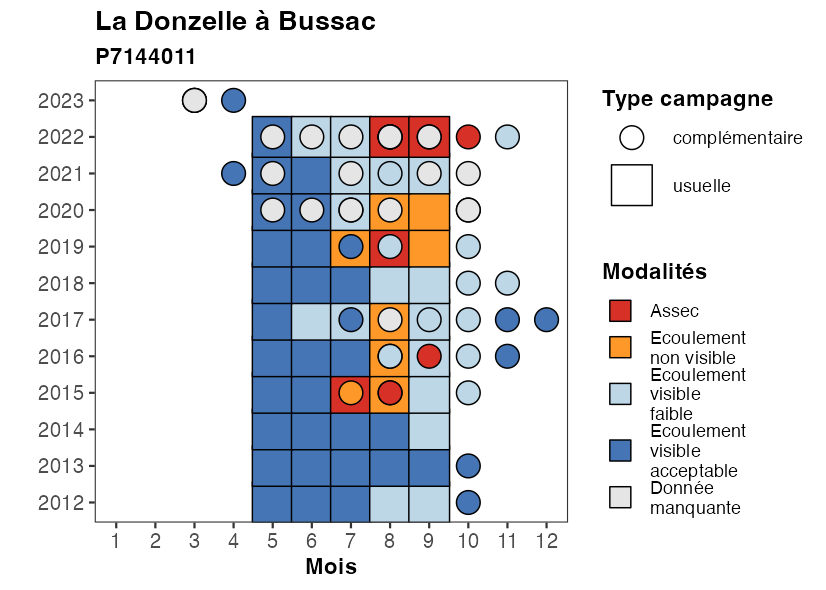 La Donzelle à Bussac
P7144011
2023
2022
2021
2020
2019
2018
2017
2016
2015
2014
2013
2012
1 2 3 4 5 6 7 8 9 10 11 12
Mois
Type campagne
complémentaire
usuelle
Modalités
Assec
Ecoulement
non visible
Ecoulement
visible
faible
Ecoulement
visible
acceptable
Donnée
manquante